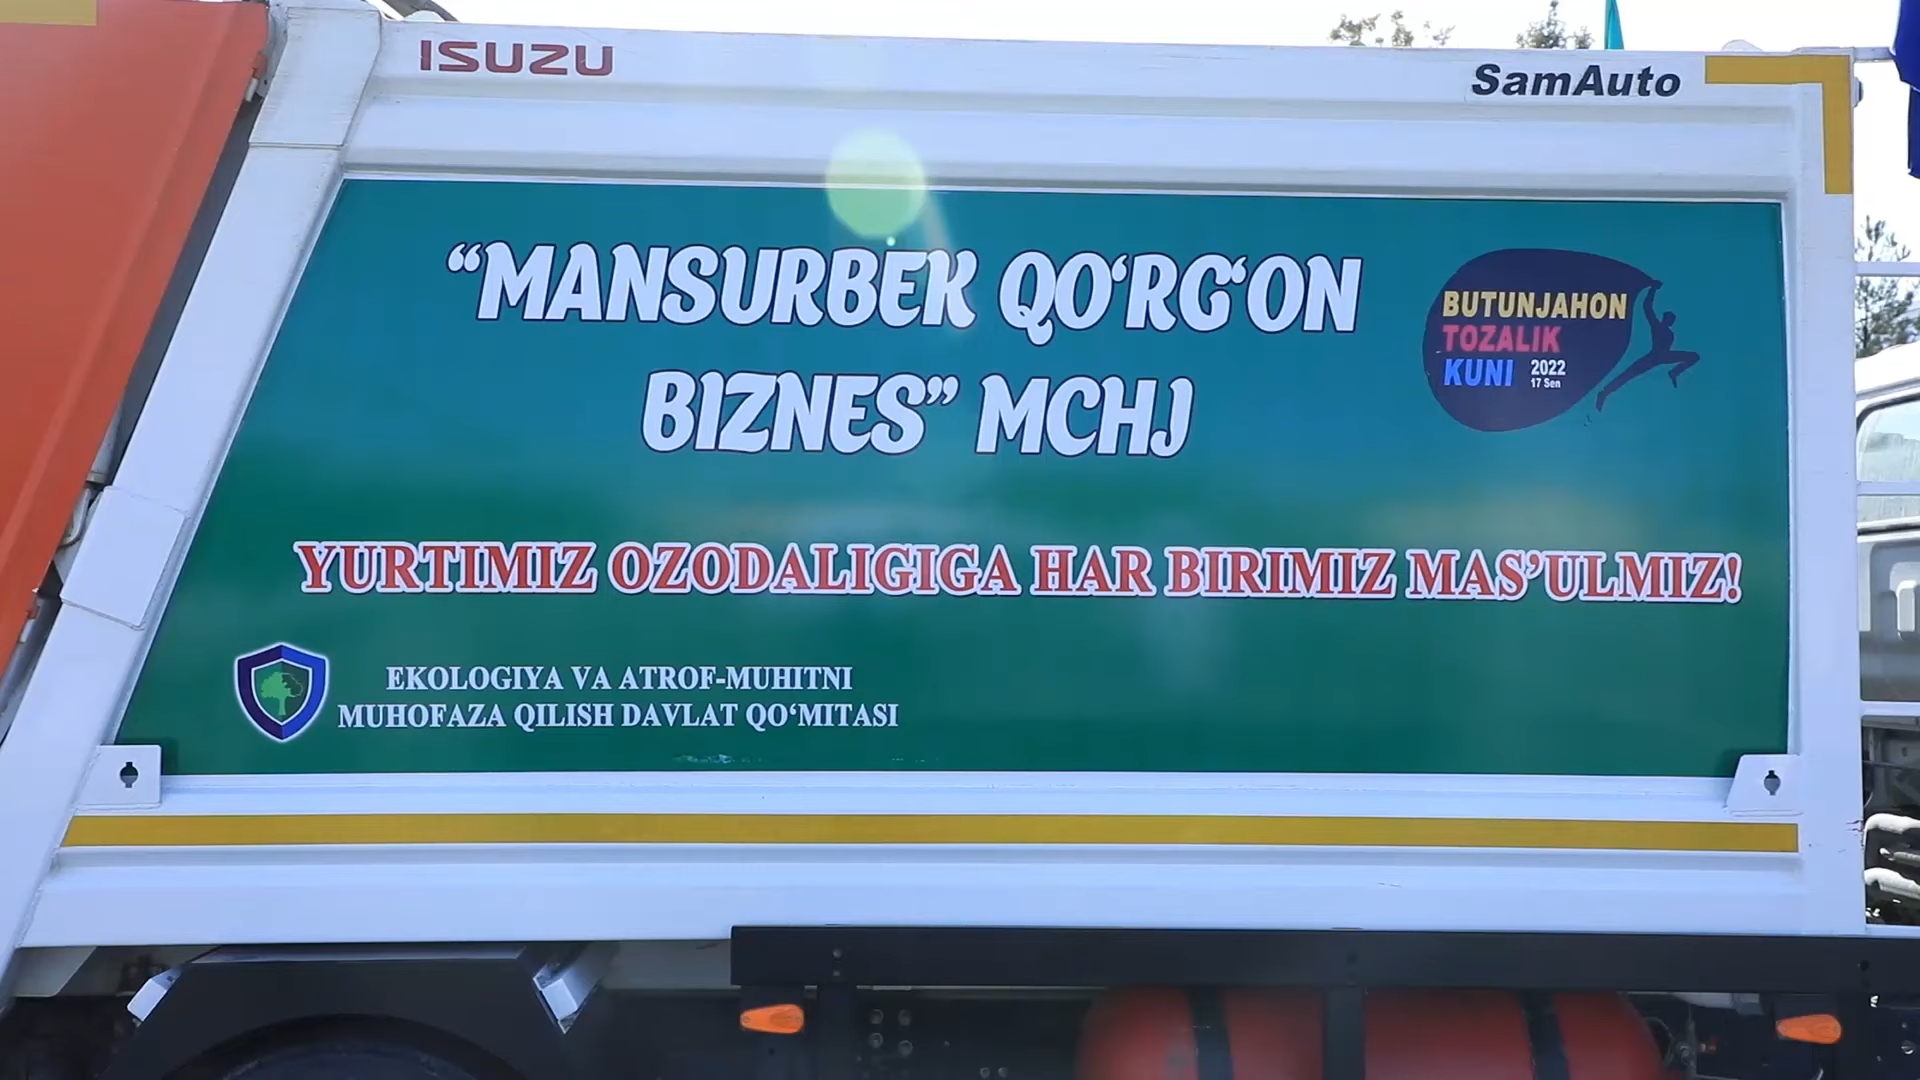 ISUZU
SamAuto
“MANSURBEK QO‘RG‘ON
BIZNES” MCHJ
BUTUNJAHON
TOZALIK
KUNI 2022
17 Sen
YURTIMIZ OZODALIGIGA HAR BIRIMIZ MAS’ULMIZ!
EKOLOGIYA VA ATROF-MUHITNI
MUHOFAZA QILISH DAVLAT QO‘MITASI